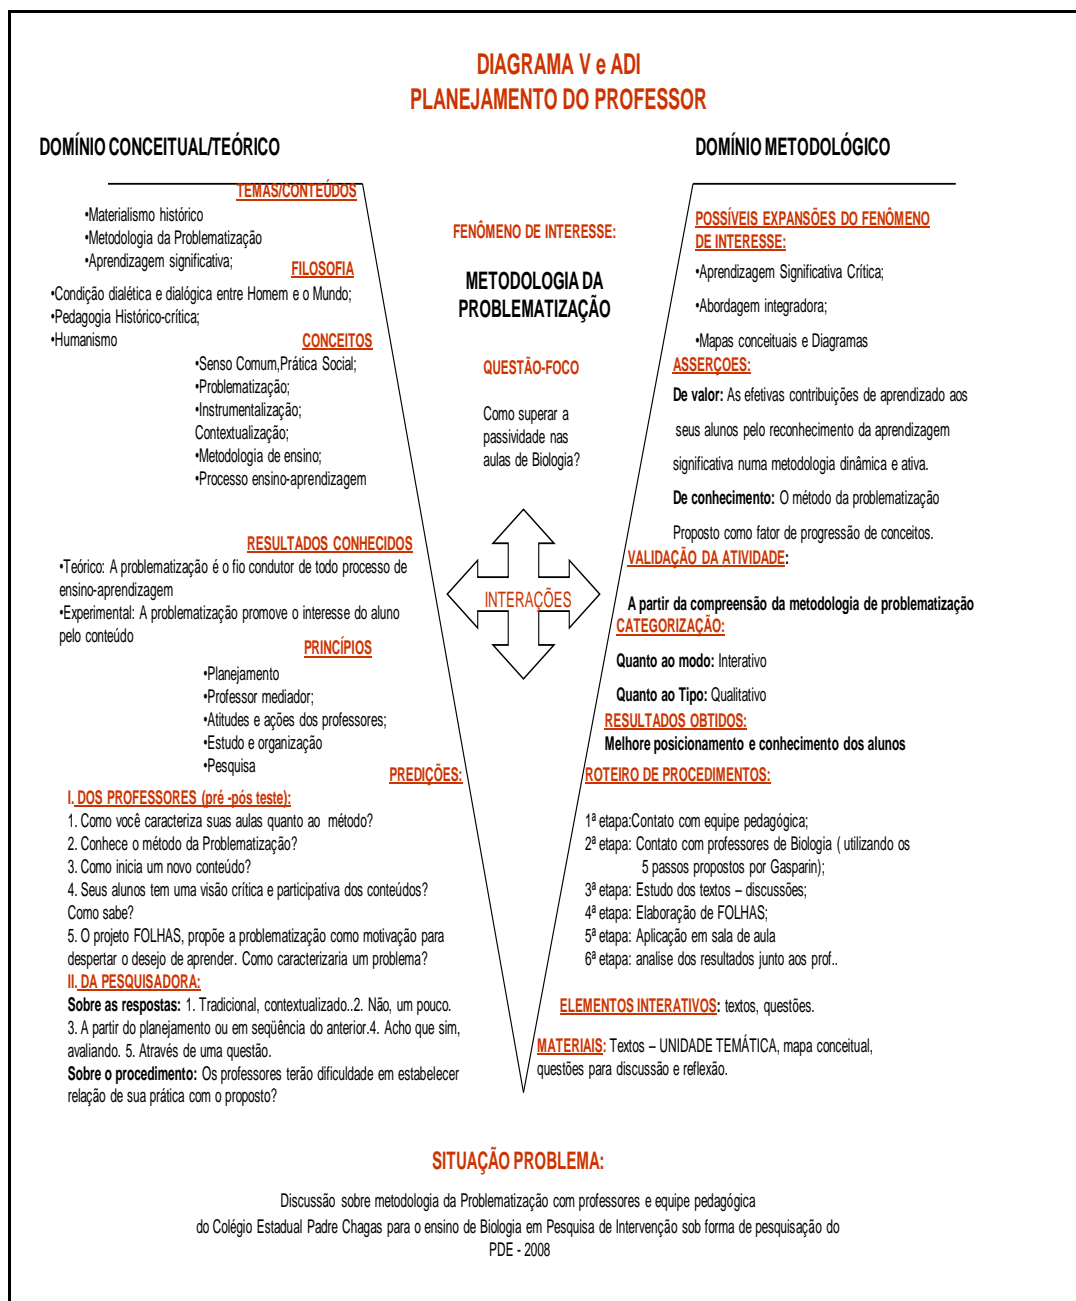 DIAGRAMA V e ADI
PLANEJAMENTO DO PROFESSOR
DOMÍNIO CONCEITUAL/TEÓRICO
TEMAS/CONTEÚDOS
•Materialismo histórico
•Metodologia da Problematização
•Aprendizagem significativa;
FILOSOFIA
•Condição dialética e dialógica entre Homem e o Mundo;
•Pedagogia Histórico-crítica;
•Humanismo
CONCEITOS
•Senso Comum,Prática Social;
•Problematização;
•Instrumentalização;
Contextualização;
•Metodologia de ensino;
•Processo ensino-aprendizagem
RESULTADOS CONHECIDOS
•Teórico: A problematização é o fio condutor de todo processo de
ensino-aprendizagem
•Experimental: A problematização promove o interesse do aluno
pelo conteúdo
PRINCÍPIOS
•Planejamento
•Professor mediador;
•Atitudes e ações dos professores;
•Estudo e organização
•Pesquisa
PREDIÇÕES:
I. DOS PROFESSORES (pré -pós teste):
1. Como você caracteriza suas aulas quanto ao método?
2. Conhece o método da Problematização?
3. Como inicia um novo conteúdo?
4. Seus alunos tem uma visão crítica e participativa dos conteúdos?
Como sabe?
5. O projeto FOLHAS, propõe a problematização como motivação para
despertar o desejo de aprender. Como caracterizaria um problema?
II. DA PESQUISADORA:
Sobre as respostas: 1. Tradicional, contextualizado..2. Não, um pouco.
3. A partir do planejamento ou em seqüência do anterior.4. Acho que sim,
avaliando. 5. Através de uma questão.
Sobre o procedimento: Os professores terão dificuldade em estabelecer
relação de sua prática com o proposto?
FENÔMENO DE INTERESSE:
METODOLOGIA DA
PROBLEMATIZAÇÃO
QUESTÃO-FOCO
Como superar a
passividade nas
aulas de Biologia?
INTERAÇÕES
DOMÍNIO METODOLÓGICO
POSSÍVEIS EXPANSÕES DO FENÔMENO
DE INTERESSE:
•Aprendizagem Significativa Crítica;
•Abordagem integradora;
•Mapas conceituais e Diagramas
ASSERÇOES:
De valor: As efetivas contribuições de aprendizado aos
seus alunos pelo reconhecimento da aprendizagem
significativa numa metodologia dinâmica e ativa.
De conhecimento: O método da problematização
Proposto como fator de progressão de conceitos.
VALIDAÇÃO DA ATIVIDADE:
A partir da compreensão da metodologia de problematização
CATEGORIZAÇÃO:
Quanto ao modo: Interativo
Quanto ao Tipo: Qualitativo
RESULTADOS OBTIDOS:
Melhore posicionamento e conhecimento dos alunos
ROTEIRO DE PROCEDIMENTOS:
1ª etapa:Contato com equipe pedagógica;
2ª etapa: Contato com professores de Biologia ( utilizando os
5 passos propostos por Gasparin);
3ª etapa: Estudo dos textos – discussões;
4ª etapa: Elaboração de FOLHAS;
5ª etapa: Aplicação em sala de aula
6ª etapa: analise dos resultados junto aos prof..
ELEMENTOS INTERATIVOS: textos, questões.
MATERIAIS: Textos – UNIDADE TEMÁTICA, mapa conceitual,
questões para discussão e reflexão.
SITUAÇÃO PROBLEMA:
Discussão sobre metodologia da Problematização com professores e equipe pedagógica
do Colégio Estadual Padre Chagas para o ensino de Biologia em Pesquisa de Intervenção sob forma de pesquisação do
PDE - 2008